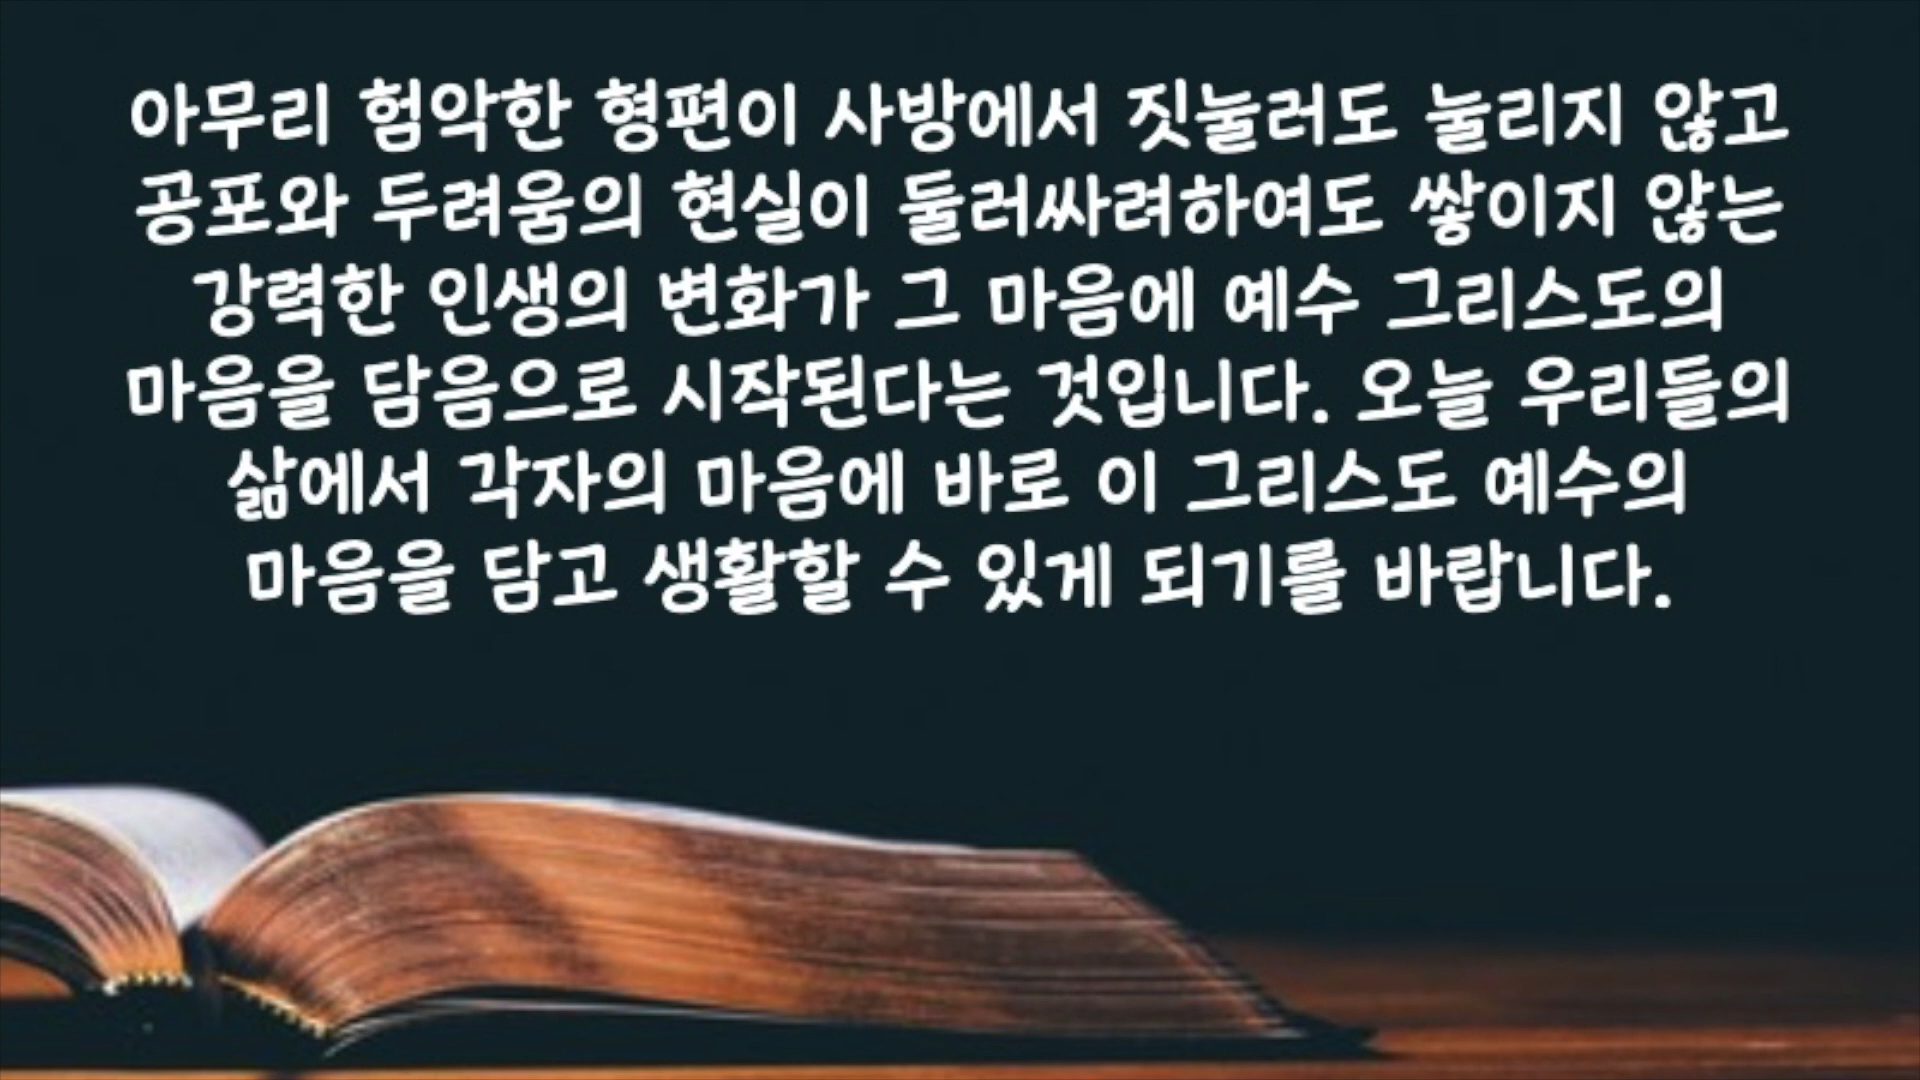 아무리 험악한 형편이 사방에서 짓눌러도 눌리지 않고
공포와 두려움의 현실이 둘러싸려하여도 쌓이지 않는
강력한 인생의 변화가 그 마음에 예수 그리스도의
마음을 담음으로 시작된다는 것입니다. 오늘 우리들의
삶에서 각자의 마음에 바로 이 그리스도 예수의
마음을 담고 생활할 수 있게 되기를 바랍니다.